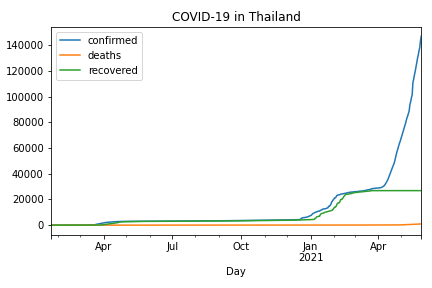 COVID-19 in Thailand
confirmed
deaths
recovered
140000
120000
100000
80000
60000
40000
20000
0
Apr Jul Oct Jan Apr
2021
Day